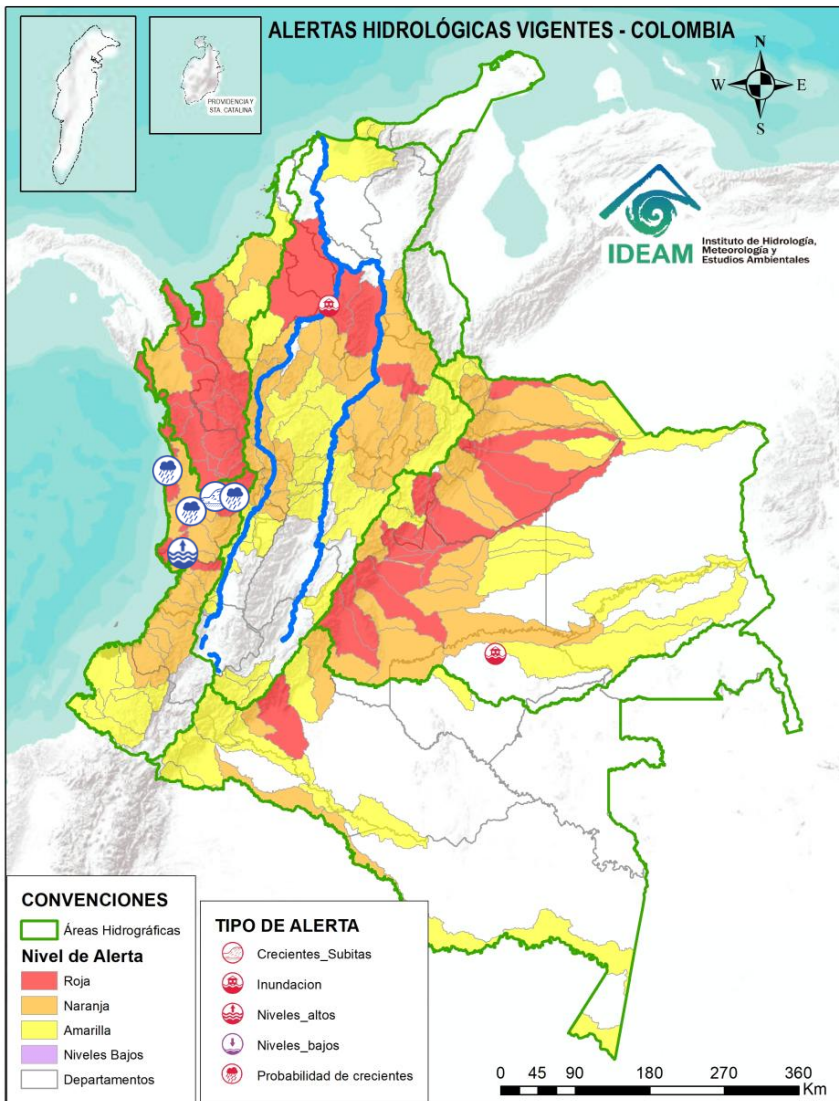 ALERTAS HIDROLÓGICAS VIGENTES - COLOMBIA
PROVIDENCIA Y
STA. CATALINA
N
W E
S
IDEAM
Instituto de Hidrología,
Meteorología y
Estudios Ambientales
CONVENCIONES
Áreas Hidrográficas
Nivel de Alerta
Roja
Naranja
Amarilla
Niveles Bajos
Departamentos
TIPO DE ALERTA
Crecientes_Subitas
Inundacion
Niveles_altos
Niveles_bajos
Probabilidad de crecientes
0 45 90 180 270 360
Km